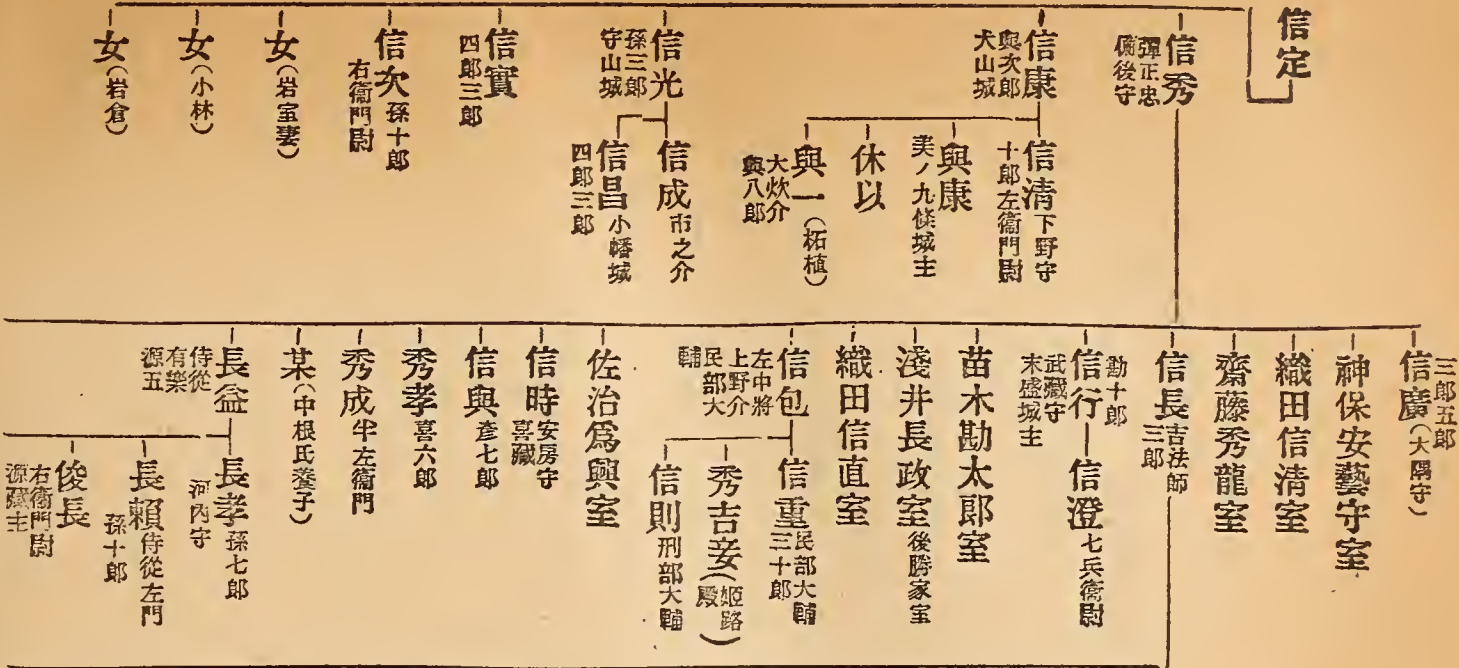 信定
信秀
彈正忠
備後守
信康
與次郎
犬山城
信清 下野守
十郎左衞門尉
與康
美ノ九條城主
休以
與一(柘植)
大炊介
與八郎
信光
孫三郎
守山城
信成 市之介
信昌 小幡城
四郎三郎
信實
四郎三郎
信次 孫十郎
右衞門尉
女(岩室妻)
女(小林)
女(岩倉)
信廣(大隅守)
三郎五郎
神保安藝守室
織田信清室
齋藤秀龍室
信長 吉法師
三郎
信行
勘十郎
武藏守
末盛城主
信澄 七兵衞尉
苗木勘太郎室
淺井長政室 後勝家室
織田信直室
信包
左中將
上野介
民部大輔
信重 民部大輔
三十郎
秀吉妾(姬路殿)
信則 刑部大輔
佐治爲興室
信時 安房守
喜藏
信與 彥七郎
秀孝 喜六郎
秀成 半左衞門
某(中根氏養子)
長益
侍從
有樂
源五
長孝 孫七郎
河內守
長賴 侍從左門
孫十郎
俊長
右衞門尉
源藏主